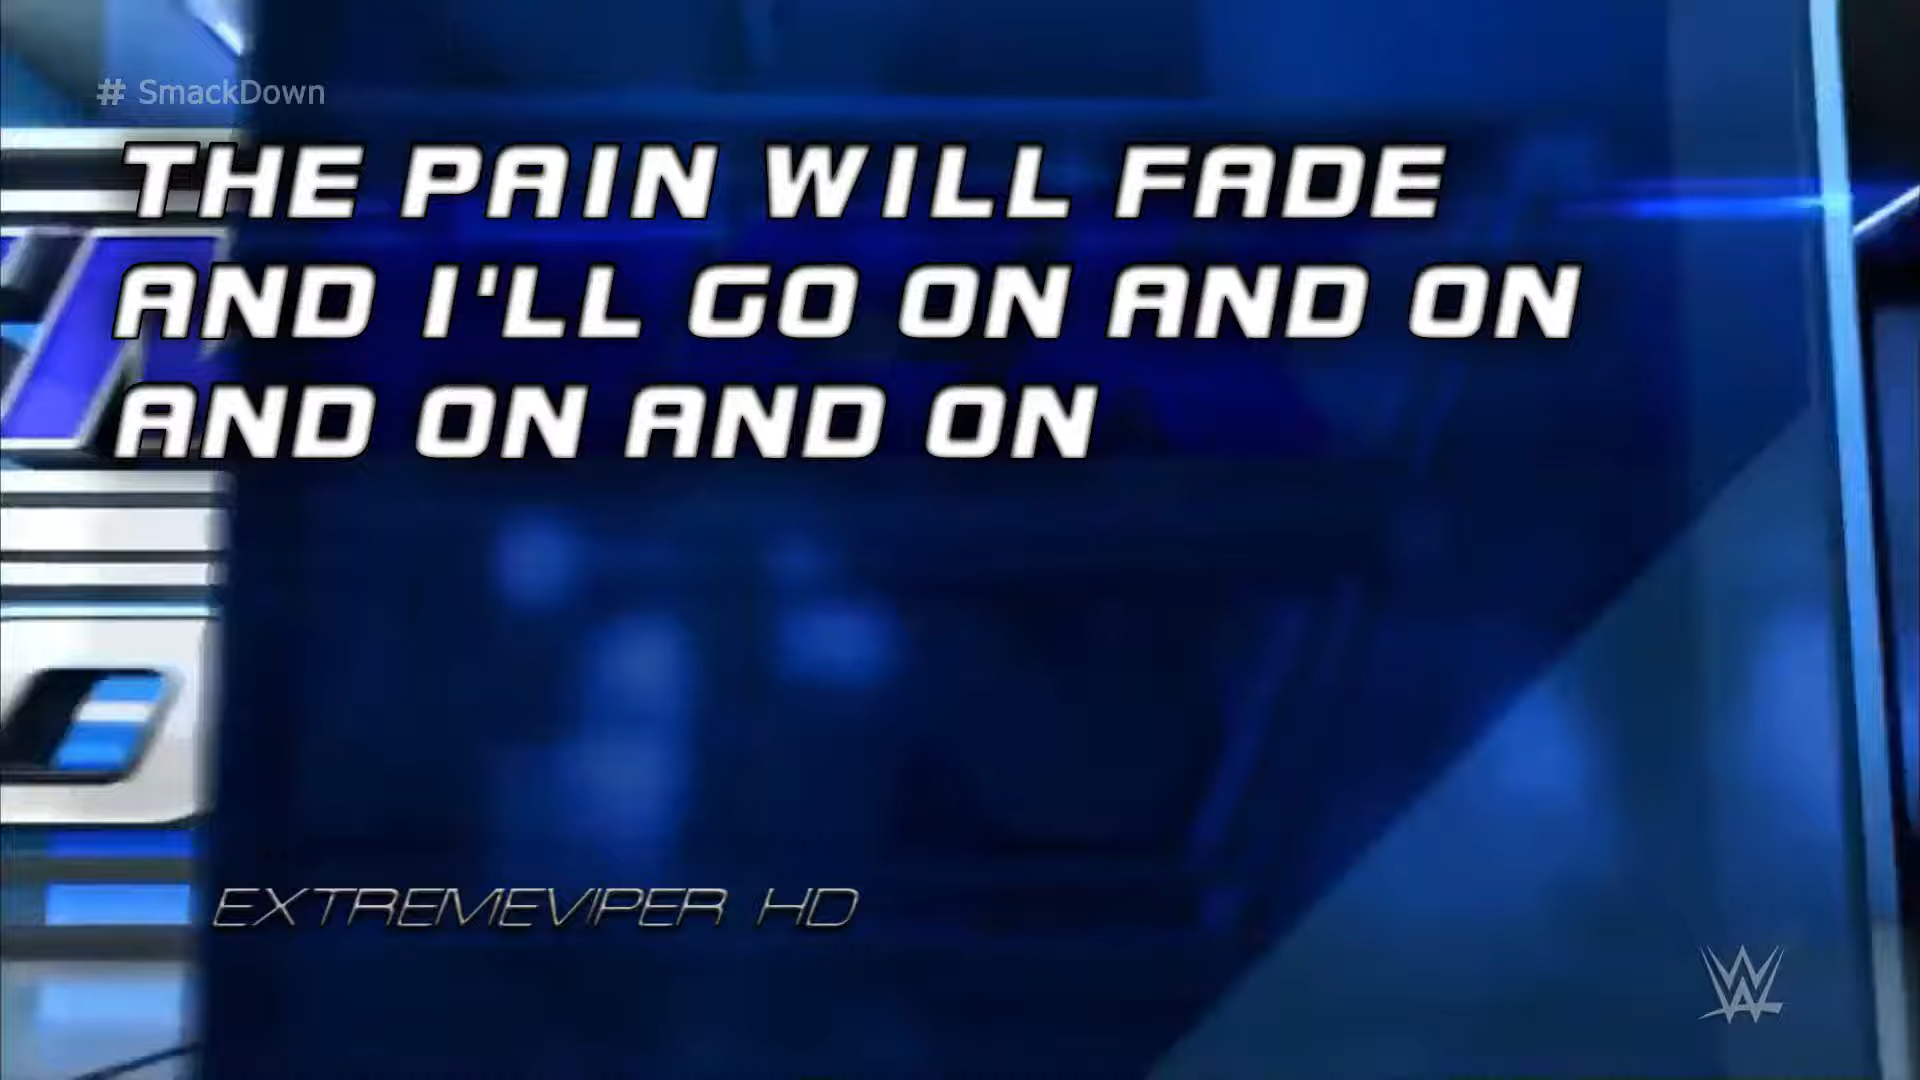 # SmackDown
THE PAIN WILL FADE
AND I'LL GO ON AND ON
AND ON AND ON
EXTREMEVIPER HD